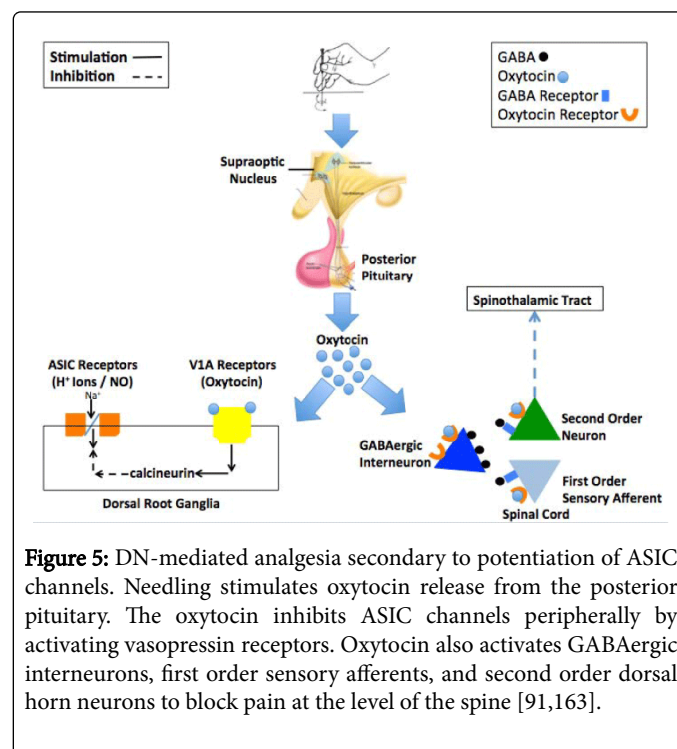 Stimulation
Inhibition
GABA
Oxytocin
GABA Receptor
Oxytocin Receptor
Supraoptic
Nucleus
Posterior
Pituitary
Spinothalamic Tract
Oxytocin
ASIC Receptors
(H⁺ Ions / NO)
Na⁺
V1A Receptors
(Oxytocin)
calcineurin
Dorsal Root Ganglia
GABAergic
Interneuron
Second Order
Neuron
First Order
Sensory Afferent
Spinal Cord
Figure 5: DN-mediated analgesia secondary to potentiation of ASIC
channels. Needling stimulates oxytocin release from the posterior
pituitary. The oxytocin inhibits ASIC channels peripherally by
activating vasopressin receptors. Oxytocin also activates GABAergic
interneurons, first order sensory afferents, and second order dorsal
horn neurons to block pain at the level of the spine [91,163].